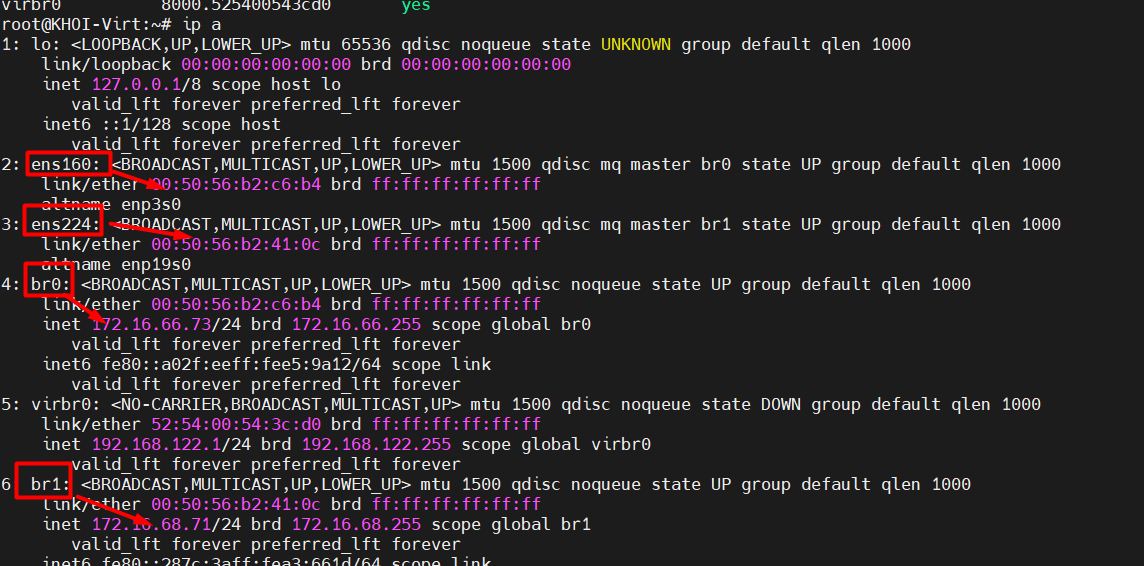 virbr0 8000.525400543cd0 yes
root@KHOI-Virt:~# ip a
1: lo: <LOOPBACK,UP,LOWER_UP> mtu 65536 qdisc noqueue state UNKNOWN group default qlen 1000
link/loopback 00:00:00:00:00:00 brd 00:00:00:00:00:00
inet 127.0.0.1/8 scope host lo
valid_lft forever preferred_lft forever
inet6 ::1/128 scope host
valid_lft forever preferred_lft forever
2: ens160: <BROADCAST,MULTICAST,UP,LOWER_UP> mtu 1500 qdisc mq master br0 state UP group default qlen 1000
link/ether 00:50:56:b2:c6:b4 brd ff:ff:ff:ff:ff:ff
altname enp3s0
3: ens224: <BROADCAST,MULTICAST,UP,LOWER_UP> mtu 1500 qdisc mq master br1 state UP group default qlen 1000
link/ether 00:50:56:b2:41:0c brd ff:ff:ff:ff:ff:ff
altname enp19s0
4: br0: <BROADCAST,MULTICAST,UP,LOWER_UP> mtu 1500 qdisc noqueue state UP group default qlen 1000
link/ether 00:50:56:b2:c6:b4 brd ff:ff:ff:ff:ff:ff
inet 172.16.66.73/24 brd 172.16.66.255 scope global br0
valid_lft forever preferred_lft forever
inet6 fe80::a02f:eeff:fee5:9a12/64 scope link
valid_lft forever preferred_lft forever
5: virbr0: <NO-CARRIER,BROADCAST,MULTICAST,UP> mtu 1500 qdisc noqueue state DOWN group default qlen 1000
link/ether 52:54:00:54:3c:d0 brd ff:ff:ff:ff:ff:ff
inet 192.168.122.1/24 brd 192.168.122.255 scope global virbr0
valid_lft forever preferred_lft forever
6 br1: <BROADCAST,MULTICAST,UP,LOWER_UP> mtu 1500 qdisc noqueue state UP group default qlen 1000
link/ether 00:50:56:b2:41:0c brd ff:ff:ff:ff:ff:ff
inet 172.16.68.71/24 brd 172.16.68.255 scope global br1
valid_lft forever preferred_lft forever
inet6 fe80::287c:3aff:fea3:661d/64 scope link